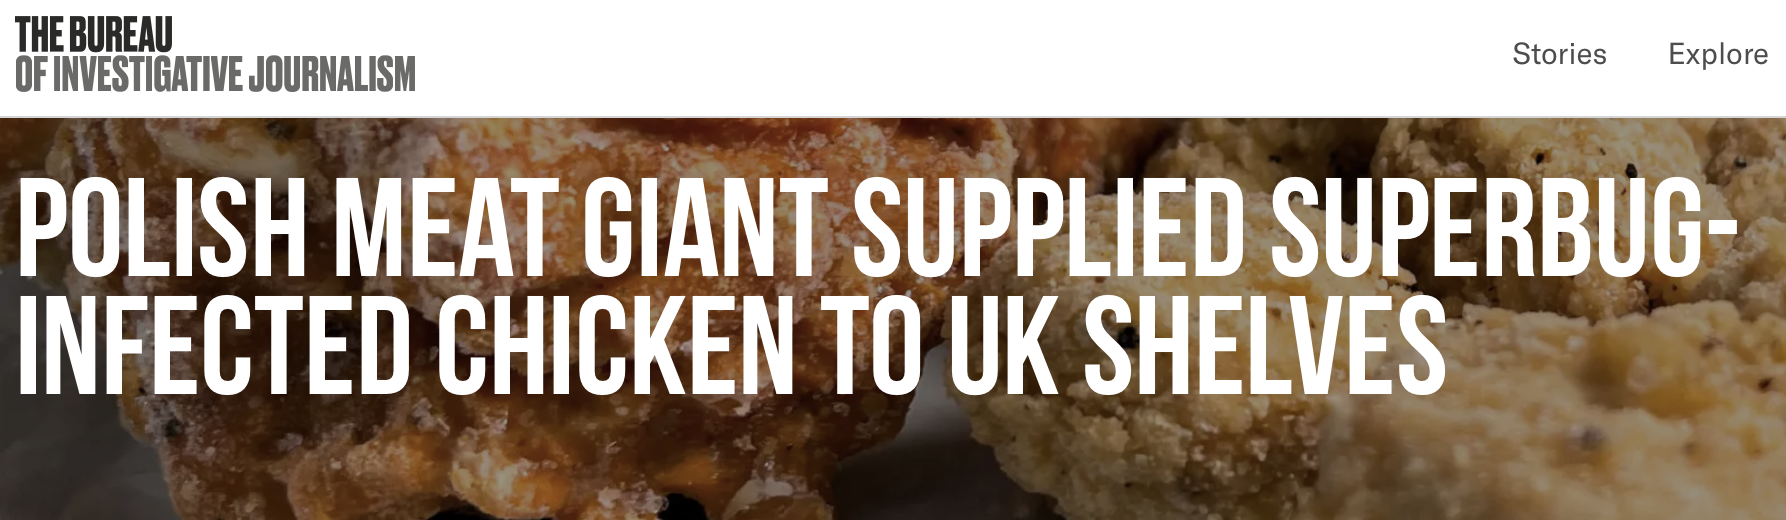 THE BUREAU
OF INVESTIGATIVE JOURNALISM
Stories
Explore
POLISH MEAT GIANT SUPPLIED SUPERBUG-
INFECTED CHICKEN TO UK SHELVES